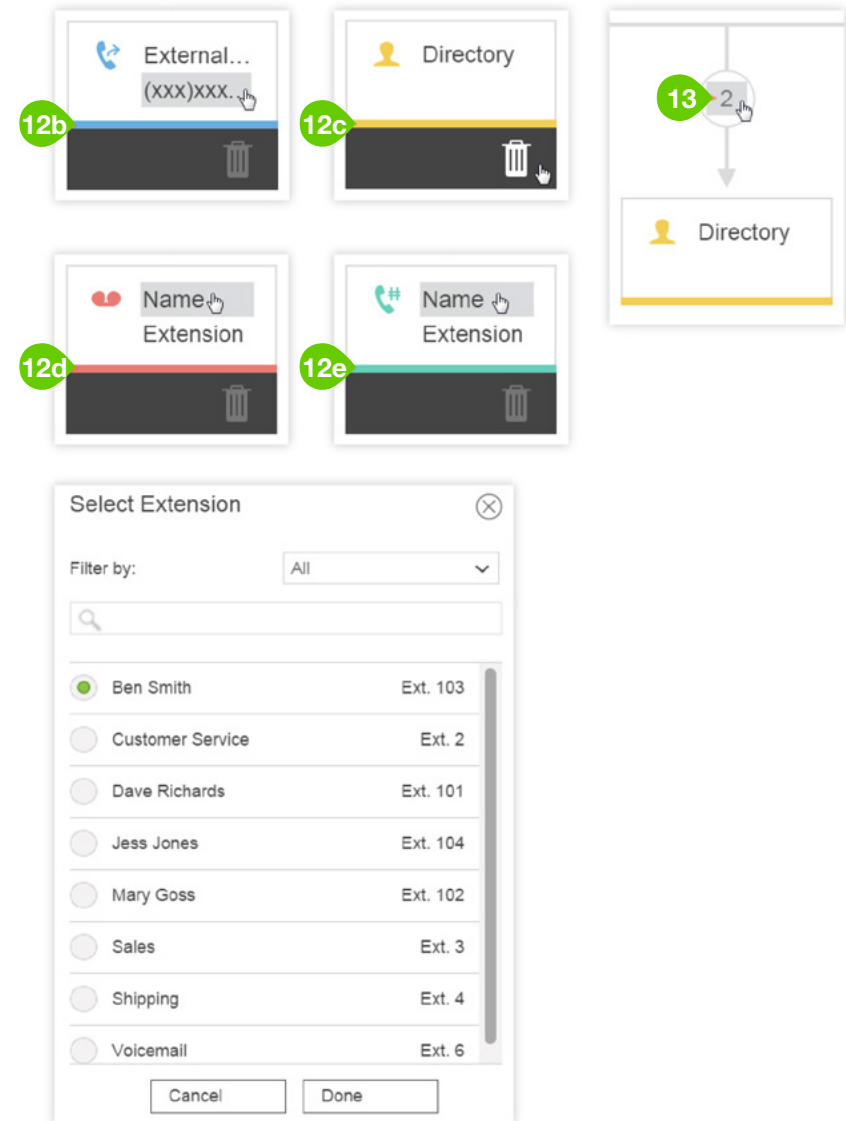 External...
(xxx)xxx...
12b
Directory
12c
13
2
Directory
Name
Extension
12d
Name
Extension
12e
Select Extension
Filter by:
All
Ben Smith Ext. 103
Customer Service Ext. 2
Dave Richards Ext. 101
Jess Jones Ext. 104
Mary Goss Ext. 102
Sales Ext. 3
Shipping Ext. 4
Voicemail Ext. 6
Cancel Done